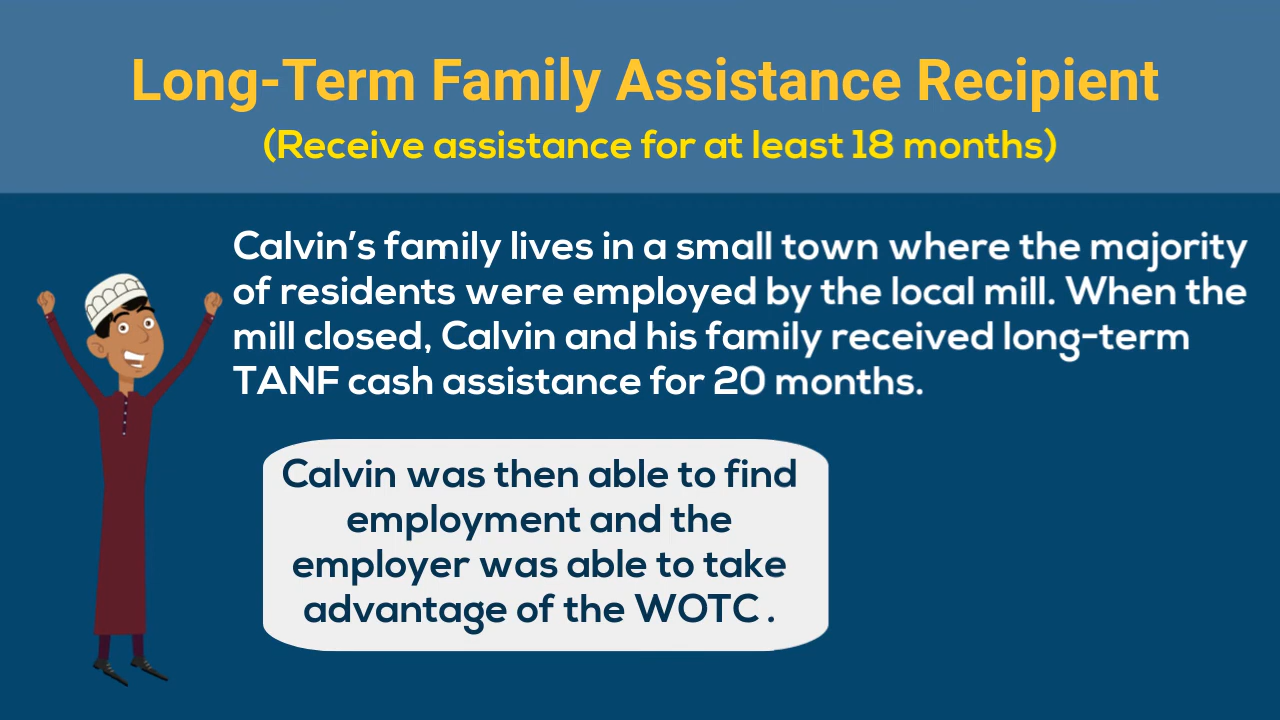 Long-Term Family Assistance Recipient
(Receive assistance for at least 18 months)
Calvin's family lives in a small town where the majority
of residents were employed by the local mill. When the
mill closed, Calvin and his family received long-term
TANF cash assistance for 20 months.
Calvin was then able to find
employment and the
employer was able to take
advantage of the WOTC .